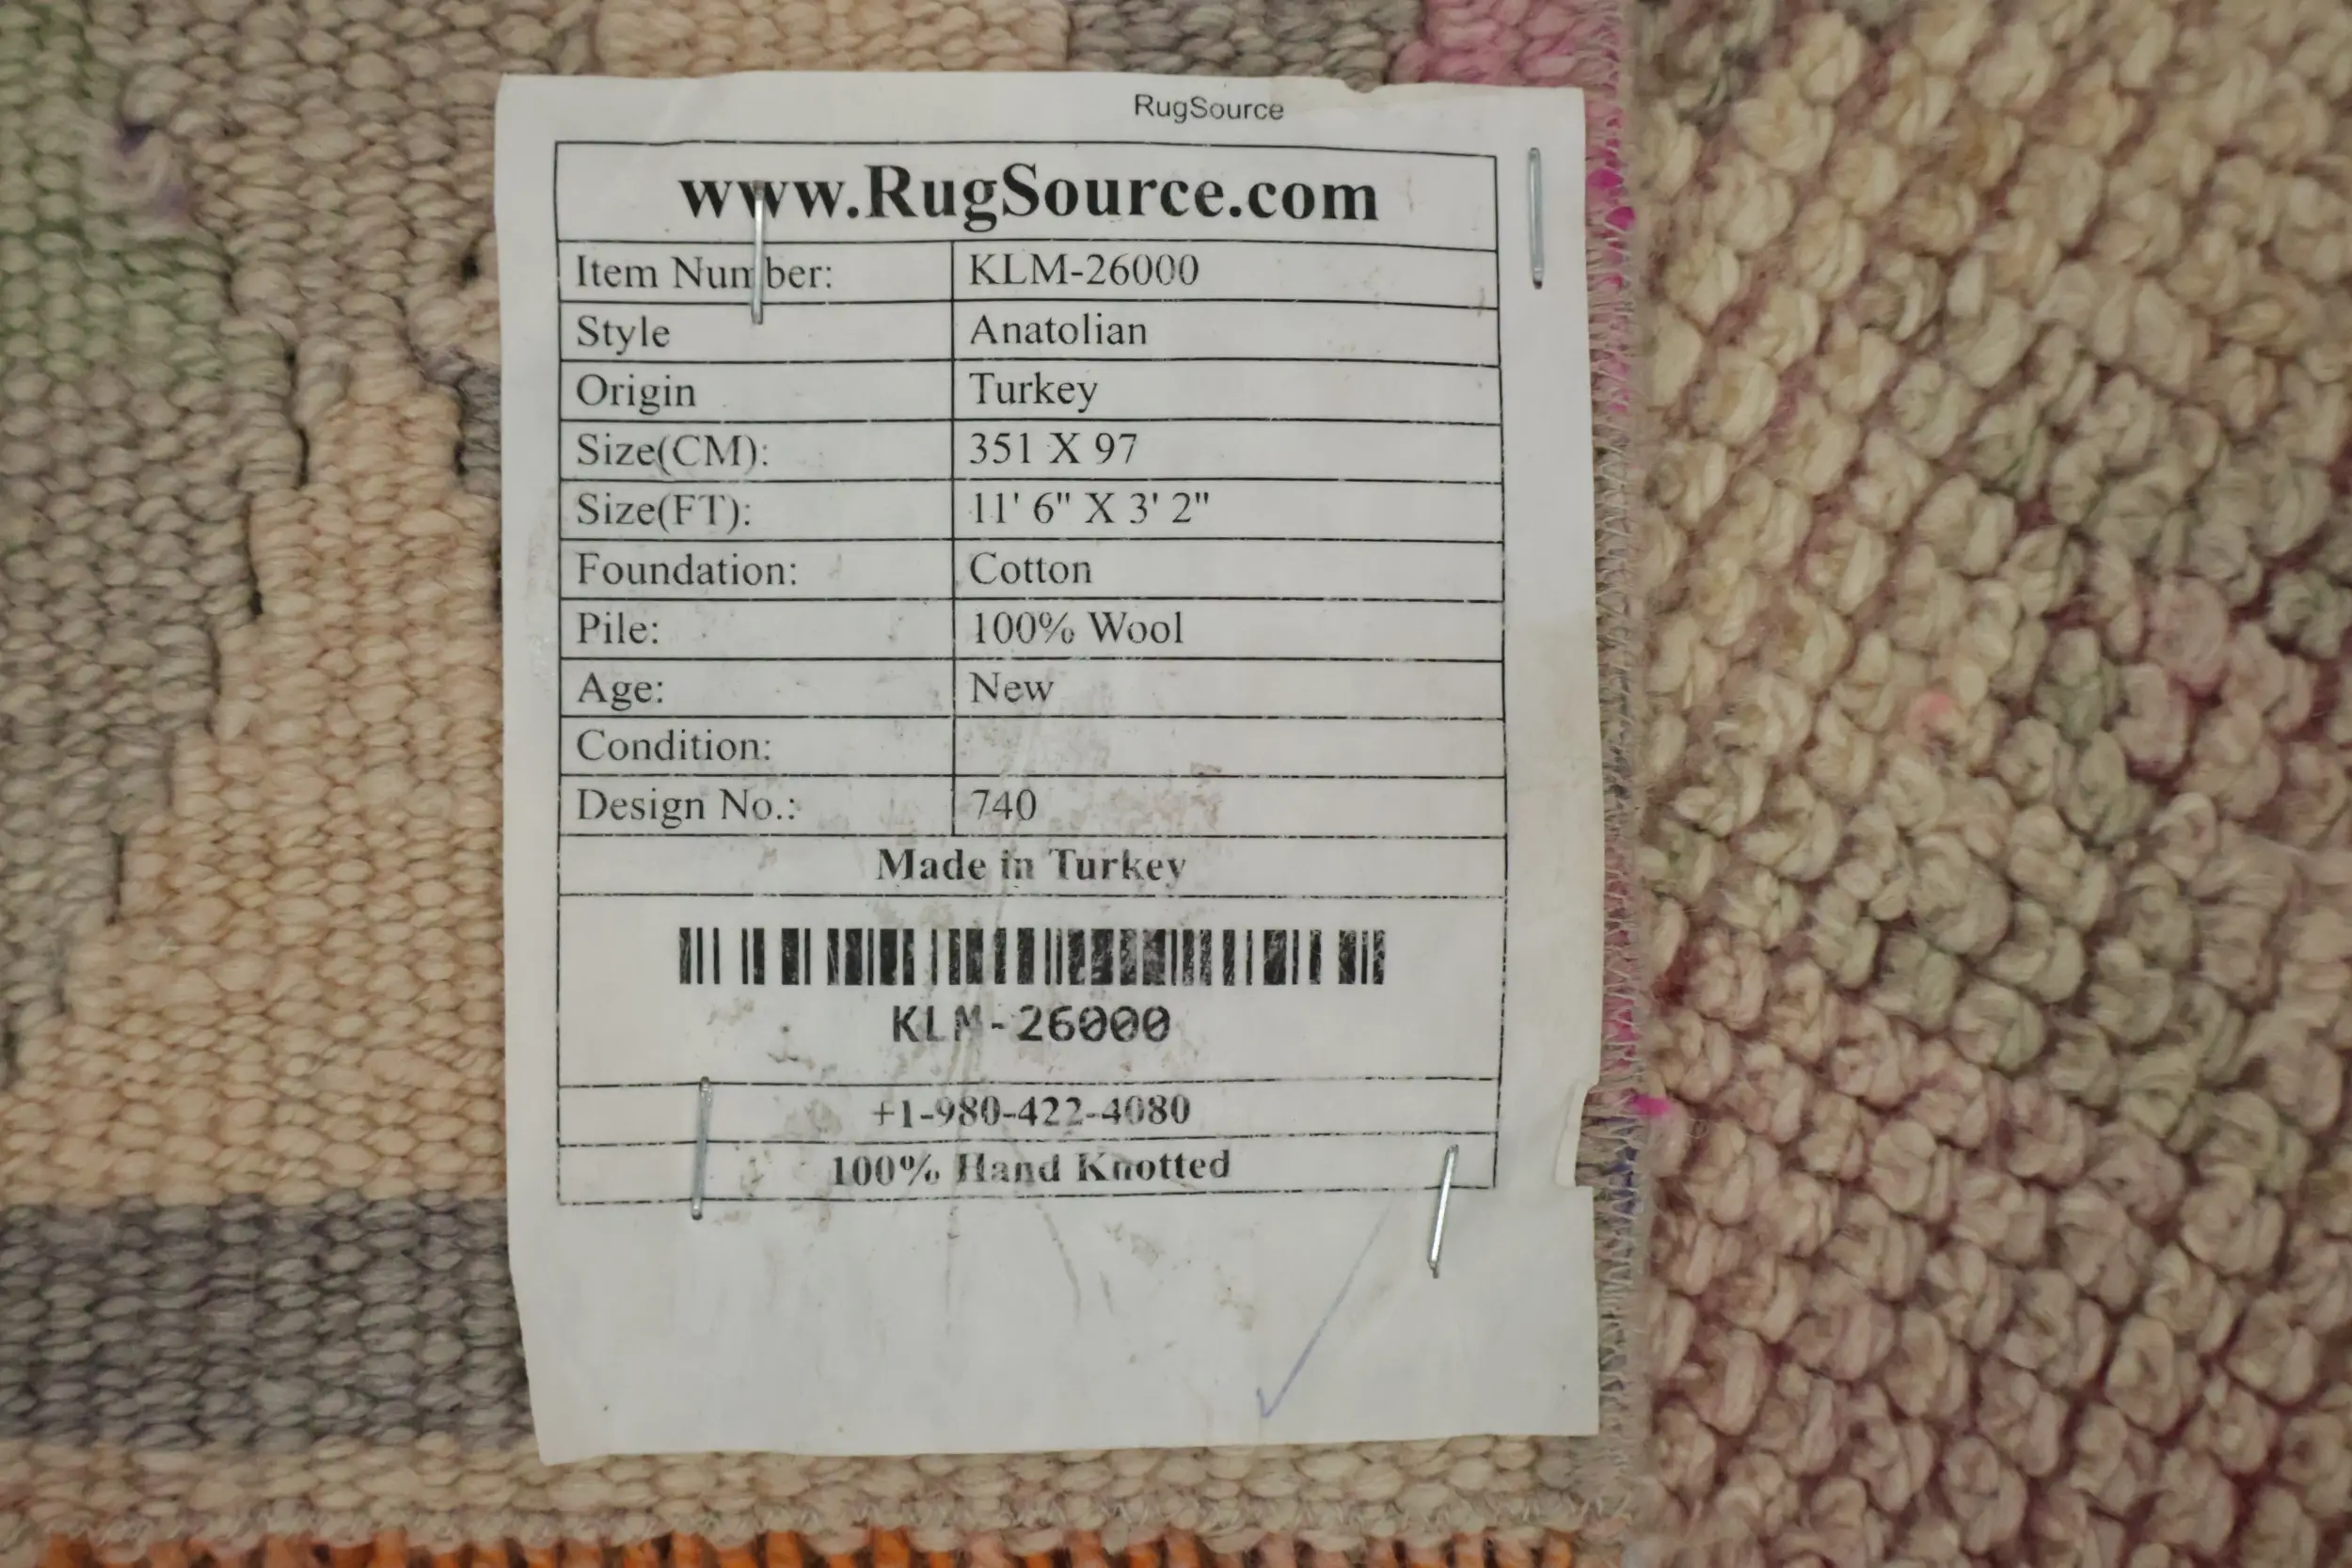 RugSource
www.RugSource.com
Item Number: KLM-26000
Style Anatolian
Origin Turkey
Size(CM): 351 X 97
Size(FT): 11' 6" X 3' 2"
Foundation: Cotton
Pile: 100% Wool
Age: New
Condition:
Design No.: 740
Made in Turkey
KLM-26000
+1-980-422-4080
100% Hand Knotted